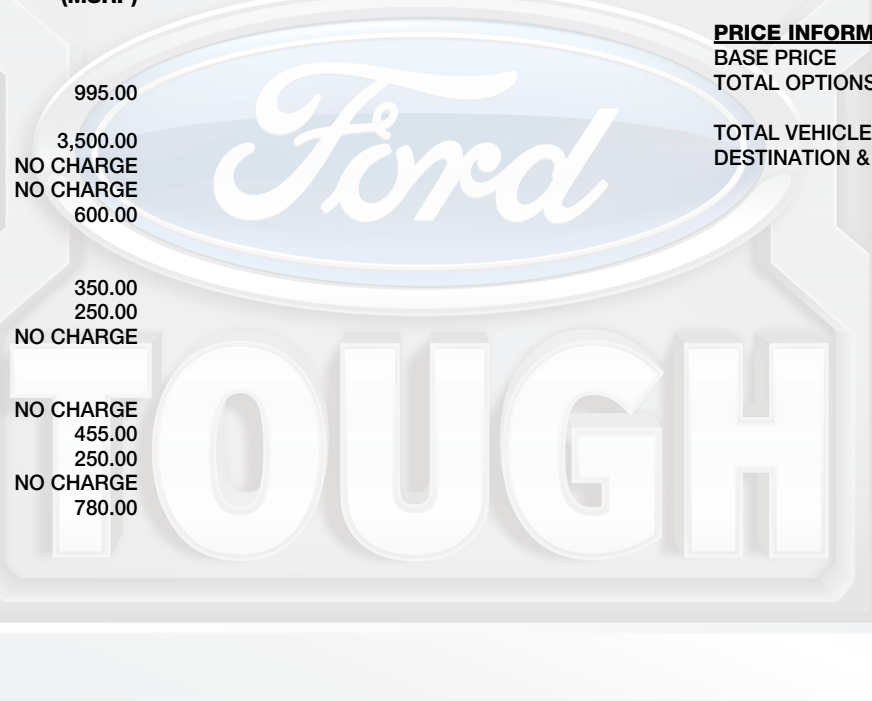 (MSRP)
995.00
3,500.00
NO CHARGE
NO CHARGE
600.00
350.00
250.00
NO CHARGE
NO CHARGE
455.00
250.00
NO CHARGE
780.00
PRICE INFORM
BASE PRICE
TOTAL OPTIONS
TOTAL VEHICLE
DESTINATION &
Ford
TOUGH